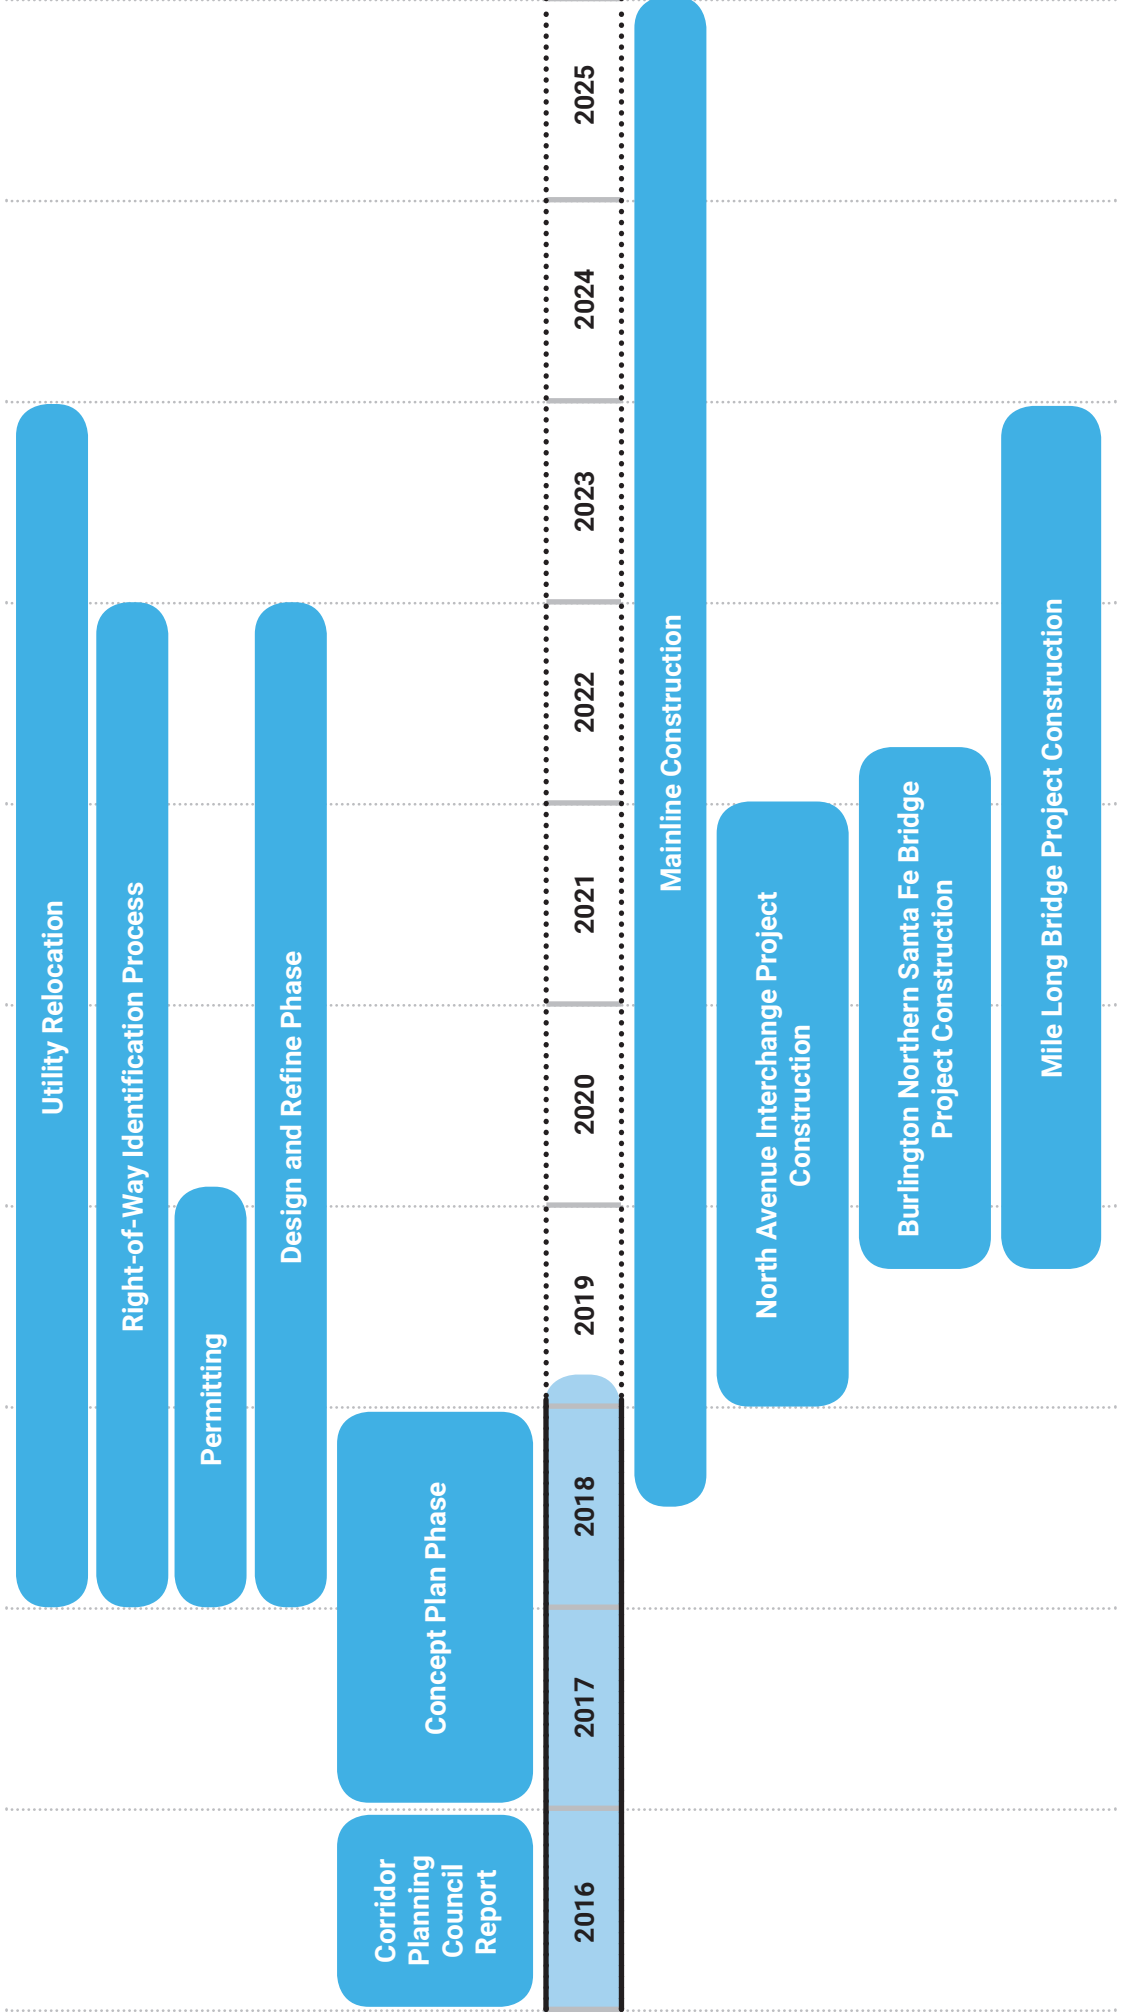 Utility Relocation
Right-of-Way Identification Process
Permitting
Design and Refine Phase
Concept Plan Phase
Corridor
Planning
Council
Report
2016
2017
2018
2019
2020
2021
2022
2023
2024
2025
Mainline Construction
North Avenue Interchange Project
Construction
Burlington Northern Santa Fe Bridge
Project Construction
Mile Long Bridge Project Construction